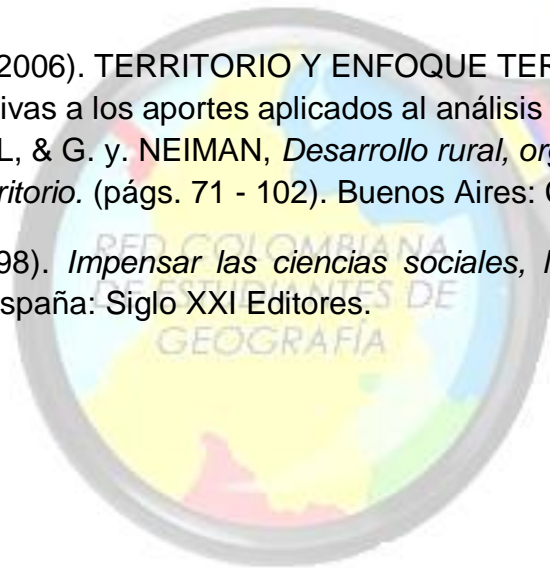 2006). TERRITORIO Y ENFOQUE TER
ivas a los aportes aplicados al análisis
L, & G. y. NEIMAN, Desarrollo rural, org
ritorio. (págs. 71 - 102). Buenos Aires: C
98). Impensar las ciencias sociales, l
spaña: Siglo XXI Editores.
RED COLOMBIANA
DE ESTUDIANTES DE
GEOGRAFÍA